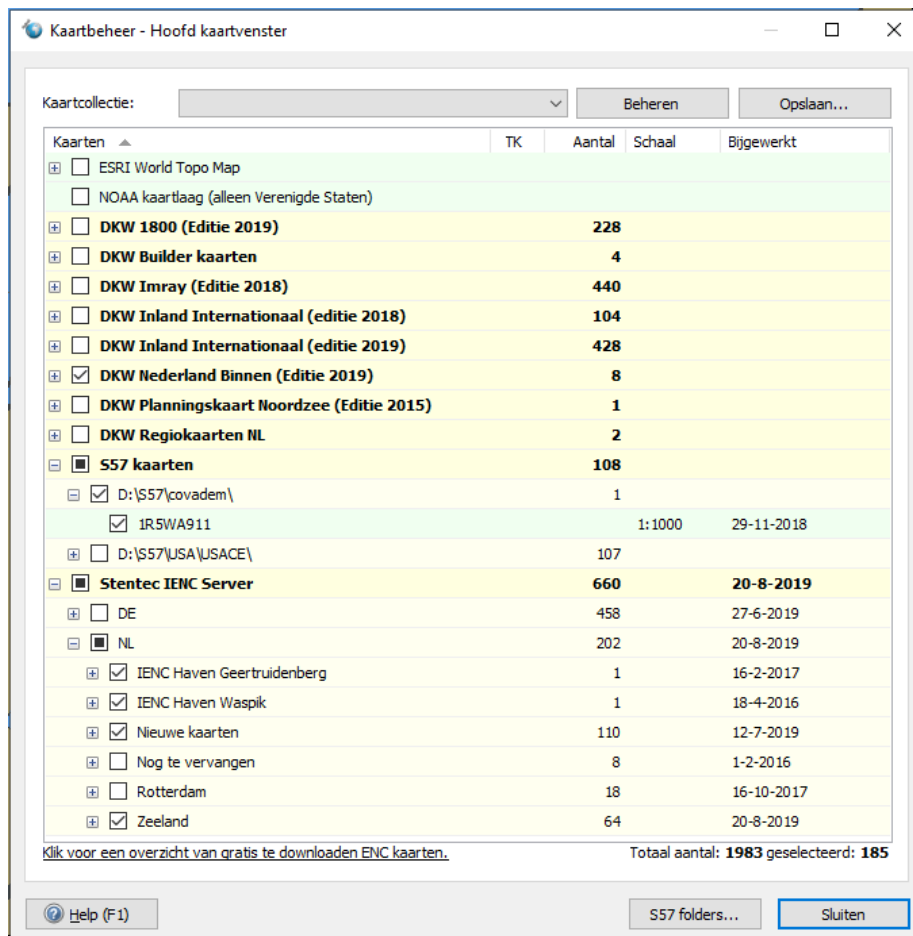 Kaartbeheer - Hoofd kaartvenster
Kaartcollectie: Beheren Opslaan...
Kaarten TK Aantal Schaal Bijgewerkt
ESRI World Topo Map
NOAA kaartlaag (alleen Verenigde Staten)
DKW 1800 (Editie 2019) 228
DKW Builder kaarten 4
DKW Imray (Editie 2018) 440
DKW Inland Internationaal (editie 2018) 104
DKW Inland Internationaal (editie 2019) 428
DKW Nederland Binnen (Editie 2019) 8
DKW Planningskaart Noordzee (Editie 2015) 1
DKW Regiokaarten NL 2
S57 kaarten 108
D:\S57\covadem\ 1
1R5WA911 1:1000 29-11-2018
D:\S57\USA\USACE\ 107
Stentec IENC Server 660 20-8-2019
DE 458 27-6-2019
NL 202 20-8-2019
IENC Haven Geertruidenberg 1 16-2-2017
IENC Haven Waspik 1 18-4-2016
Nieuwe kaarten 110 12-7-2019
Nog te vervangen 8 1-2-2016
Rotterdam 18 16-10-2017
Zeeland 64 20-8-2019
Klik voor een overzicht van gratis te downloaden ENC kaarten. Totaal aantal: 1983 geselecteerd: 185
Help (F1) S57 folders... Sluiten